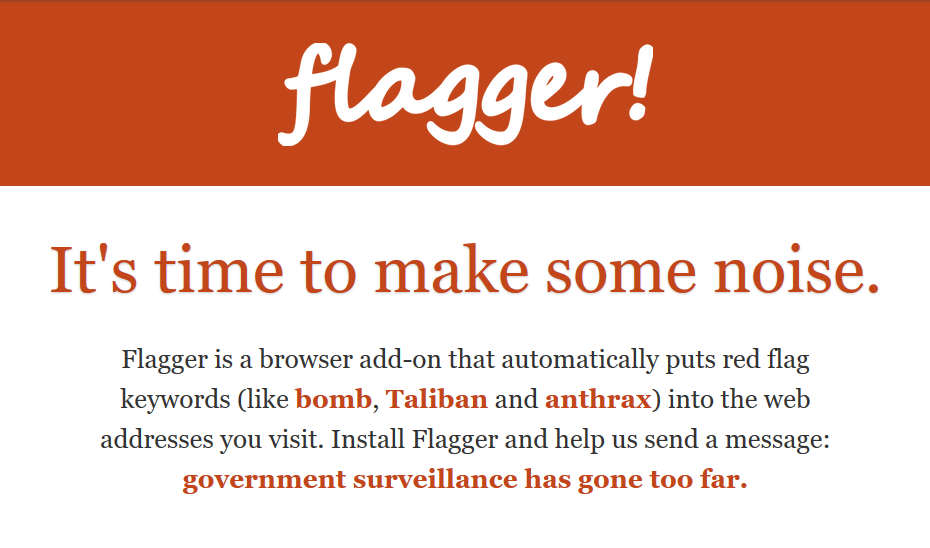 flagger!
It's time to make some noise.
Flagger is a browser add-on that automatically puts red flag
keywords (like bomb, Taliban and anthrax) into the web
addresses you visit. Install Flagger and help us send a message:
government surveillance has gone too far.